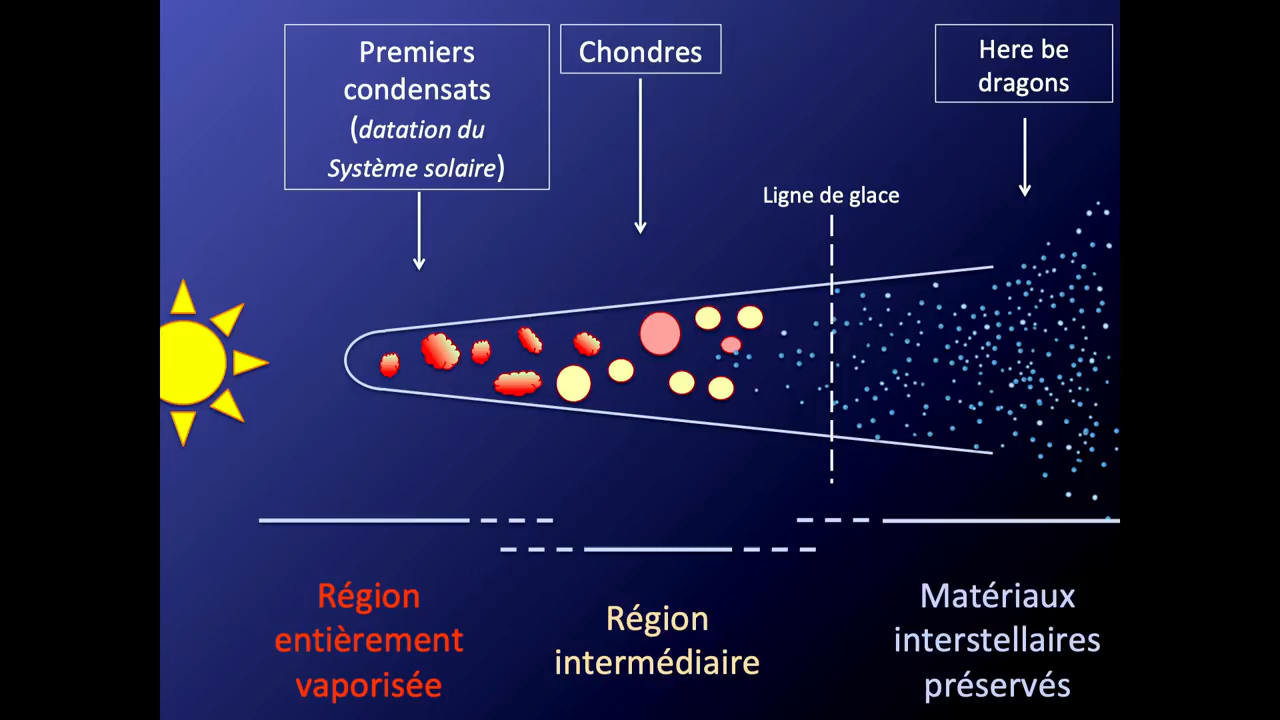 Premiers
condensats
(datation du
Système solaire)
Chondres
Here be
dragons
Ligne de glace
Région
entièrement
vaporisée
Région
intermédiaire
Matériaux
interstellaires
préservés